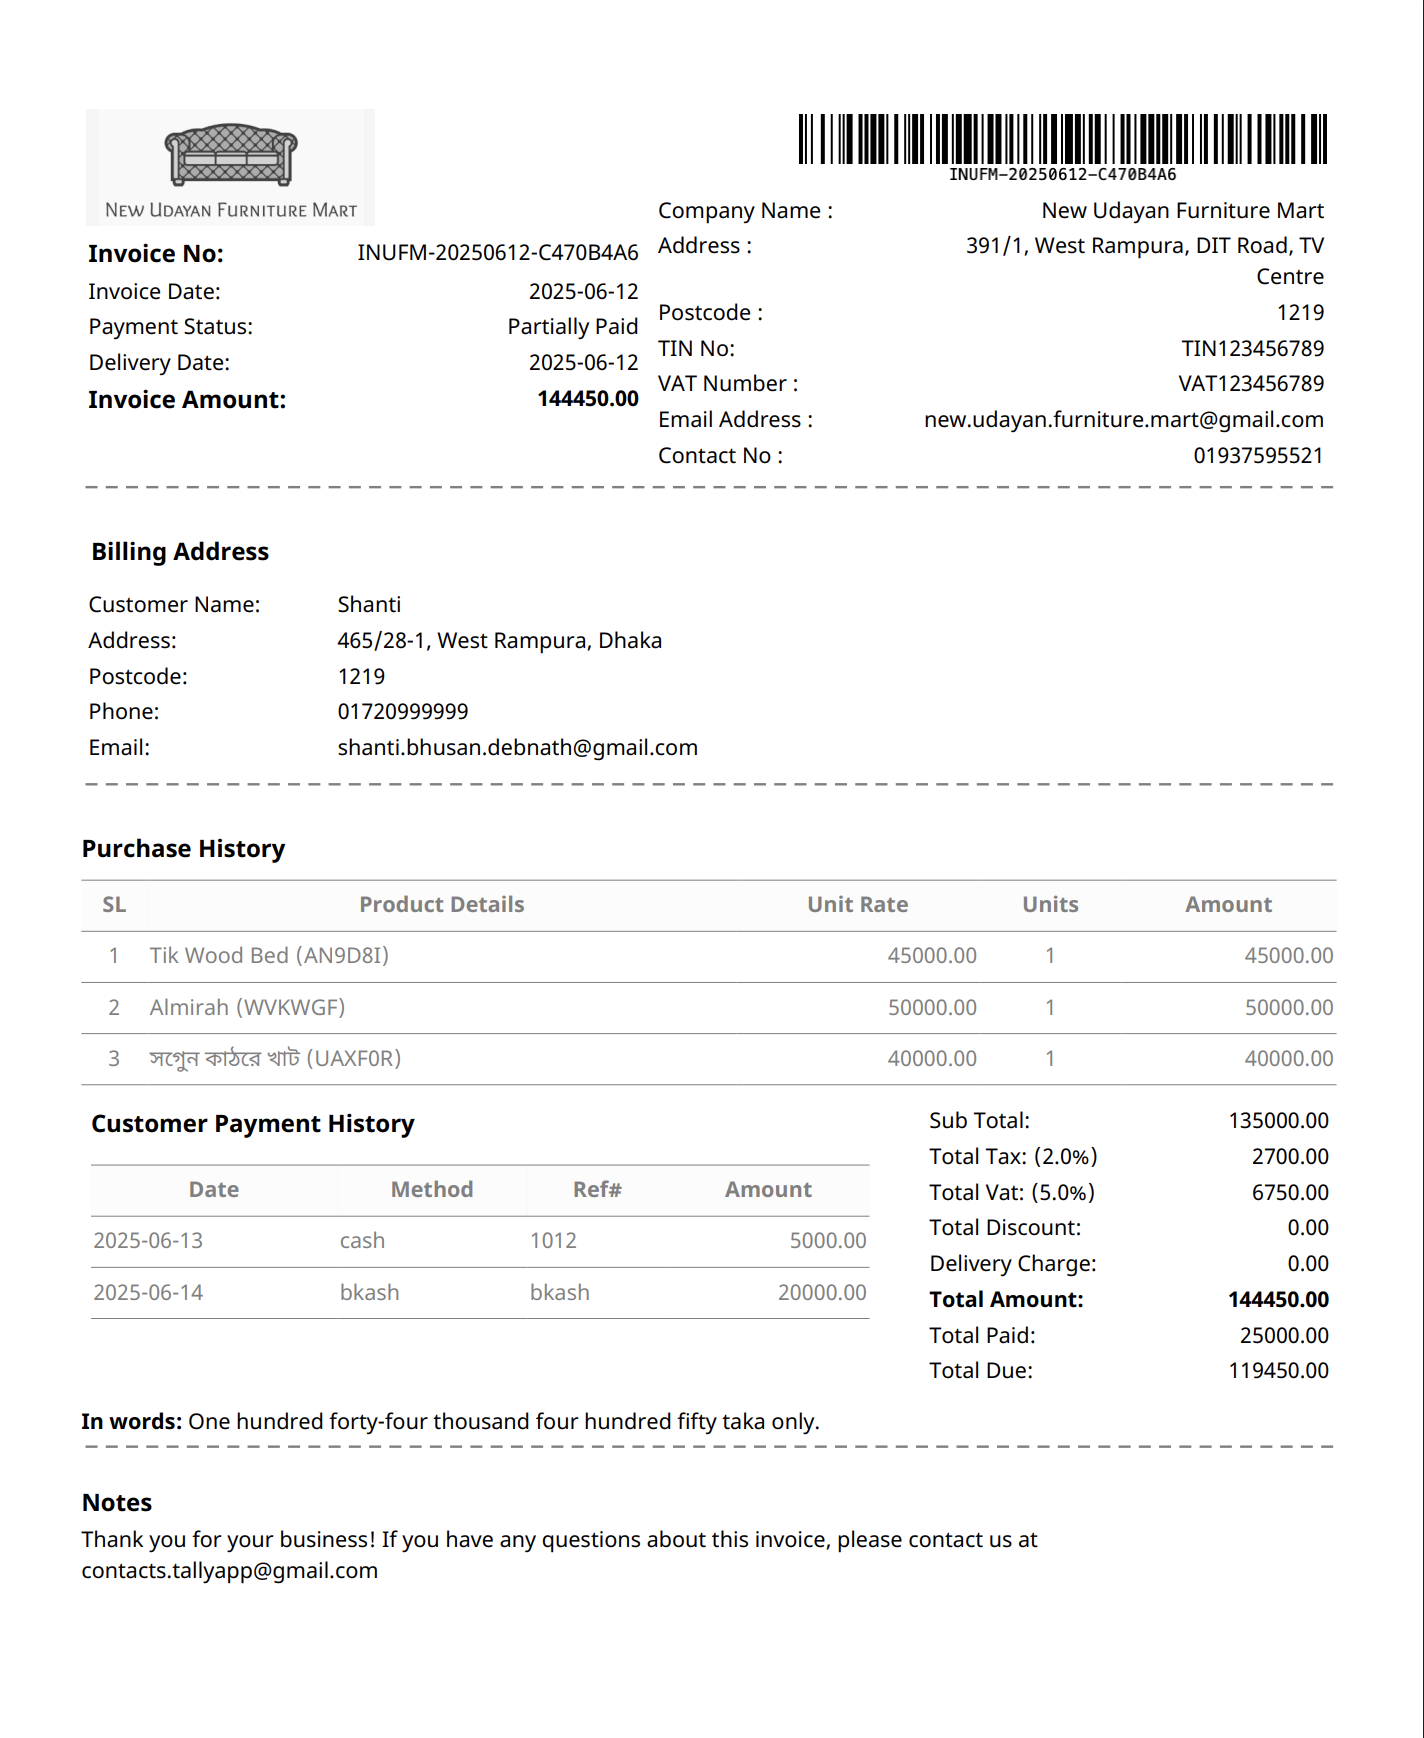 NEW UDAYAN FURNITURE MART
INUFM-20250612-C470B4A6
Invoice No: INUFM-20250612-C470B4A6
Invoice Date: 2025-06-12
Payment Status: Partially Paid
Delivery Date: 2025-06-12
Invoice Amount: 144450.00
Company Name : New Udayan Furniture Mart
Address : 391/1, West Rampura, DIT Road, TV
Centre
Postcode : 1219
TIN No: TIN123456789
VAT Number : VAT123456789
Email Address : new.udayan.furniture.mart@gmail.com
Contact No : 01937595521
Billing Address
Customer Name: Shanti
Address: 465/28-1, West Rampura, Dhaka
Postcode: 1219
Phone: 01720999999
Email: shanti.bhusan.debnath@gmail.com
Purchase History
SL Product Details Unit Rate Units Amount
1 Tik Wood Bed (AN9D8I) 45000.00 1 45000.00
2 Almirah (WVKWGF) 50000.00 1 50000.00
3 সেগুন কাঠের খাট (UAXF0R) 40000.00 1 40000.00
Customer Payment History
Date Method Ref# Amount
2025-06-13 cash 1012 5000.00
2025-06-14 bkash bkash 20000.00
Sub Total: 135000.00
Total Tax: (2.0%) 2700.00
Total Vat: (5.0%) 6750.00
Total Discount: 0.00
Delivery Charge: 0.00
Total Amount: 144450.00
Total Paid: 25000.00
Total Due: 119450.00
In words: One hundred forty-four thousand four hundred fifty taka only.
Notes
Thank you for your business! If you have any questions about this invoice, please contact us at
contacts.tallyapp@gmail.com